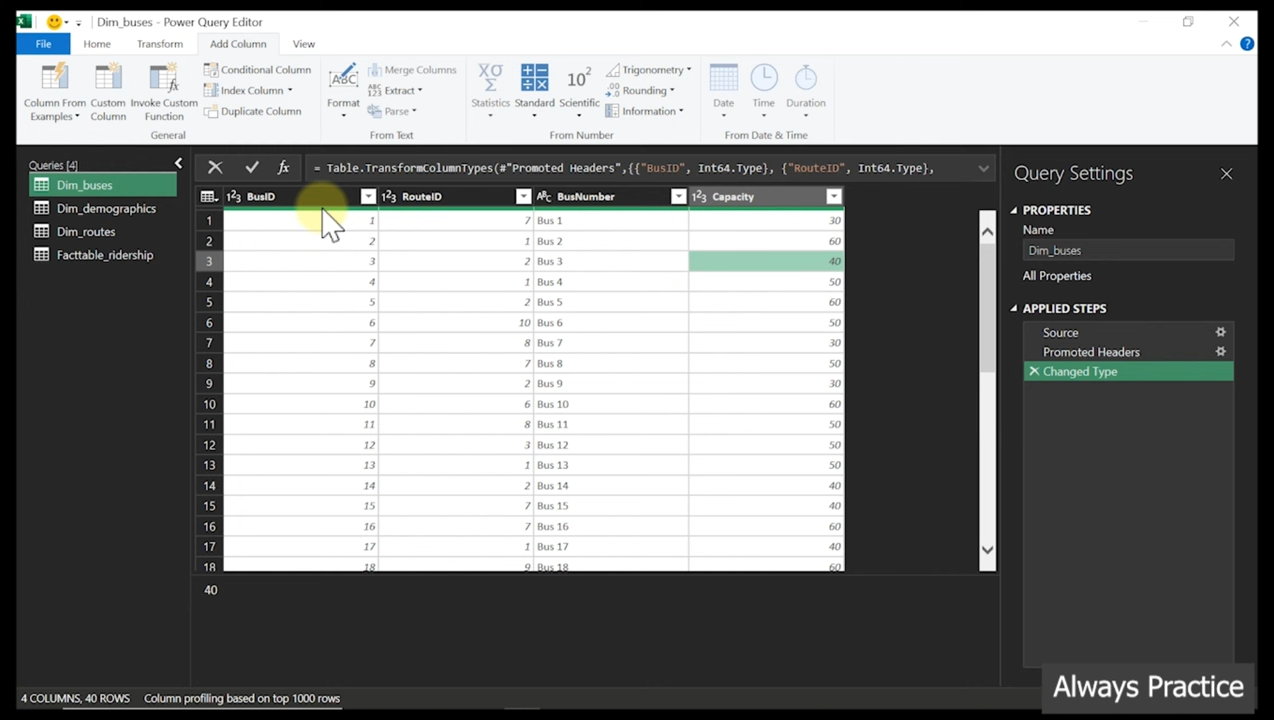 Dim_buses - Power Query Editor
File Home Transform Add Column View
Column From Examples
Custom Column
Invoke Custom Function
General
Conditional Column
Index Column
Duplicate Column
Format
Merge Columns
Extract
Parse
From Text
Statistics
Standard
Scientific
Trigonometry
Rounding
Information
From Number
Date
Time
Duration
From Date & Time
Queries [4]
Dim_buses
Dim_demographics
Dim_routes
Facttable_ridership
= Table.TransformColumnTypes(#"Promoted Headers",{{"BusID", Int64.Type}, {"RouteID", Int64.Type},
BusID RouteID BusNumber Capacity
1 1 7 Bus 1 30
2 2 1 Bus 2 60
3 3 2 Bus 3 40
4 4 1 Bus 4 50
5 5 2 Bus 5 60
6 6 10 Bus 6 50
7 7 8 Bus 7 30
8 8 7 Bus 8 50
9 9 2 Bus 9 30
10 10 6 Bus 10 60
11 11 8 Bus 11 50
12 12 3 Bus 12 50
13 13 1 Bus 13 50
14 14 2 Bus 14 40
15 15 7 Bus 15 40
16 16 7 Bus 16 60
17 17 1 Bus 17 40
18 18 9 Bus 18 60
40
Query Settings
PROPERTIES
Name
Dim_buses
All Properties
APPLIED STEPS
Source
Promoted Headers
Changed Type
4 COLUMNS, 40 ROWS Column profiling based on top 1000 rows
Always Practice